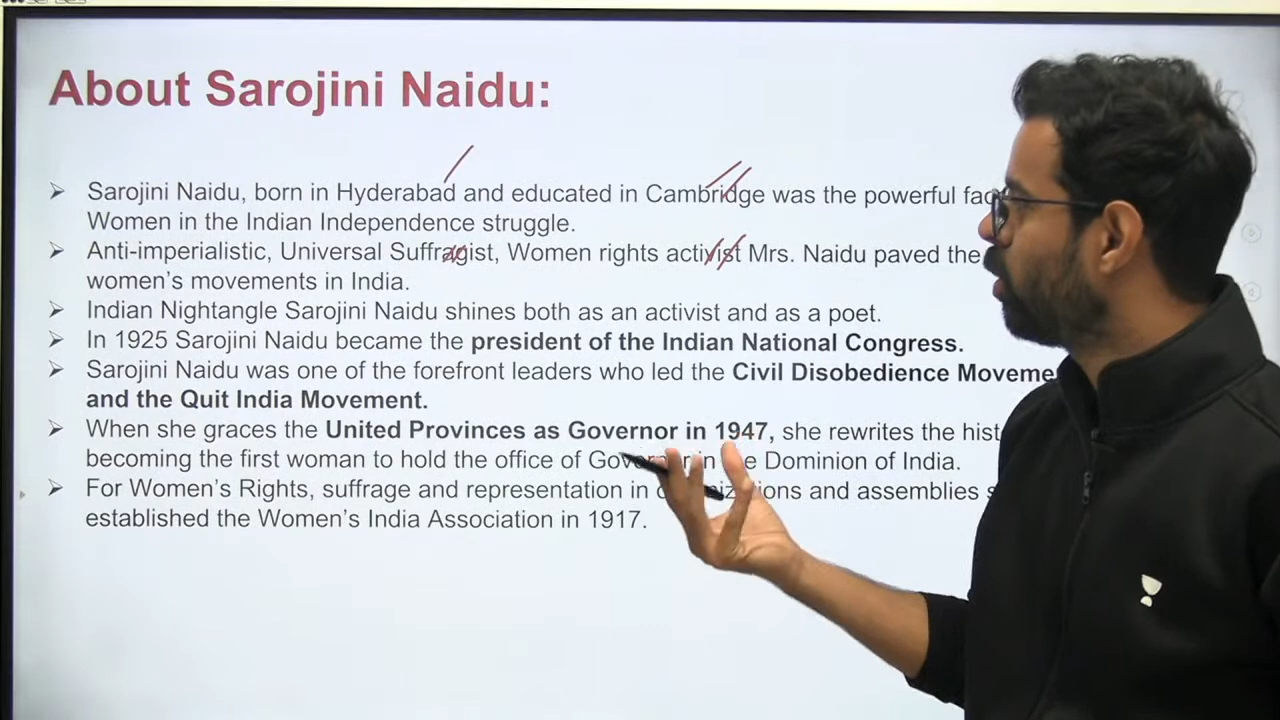 About Sarojini Naidu:
➢ Sarojini Naidu, born in Hyderabad and educated in Cambridge was the powerful
Women in the Indian Independence struggle.
➢ Anti-imperialistic, Universal Suffragist, Women rights activist Mrs. Naidu paved the
women's movements in India.
➢ Indian Nightangle Sarojini Naidu shines both as an activist and as a poet.
➢ In 1925 Sarojini Naidu became the president of the Indian National Congress.
➢ Sarojini Naidu was one of the forefront leaders who led the Civil Disobedience
and the Quit India Movement.
➢ When she graces the United Provinces as Governor in 1947, she rewrites the
becoming the first woman to hold the office of Governor in the Dominion of India.
➢ For Women's Rights, suffrage and representation in and assemblies
established the Women's India Association in 1917.